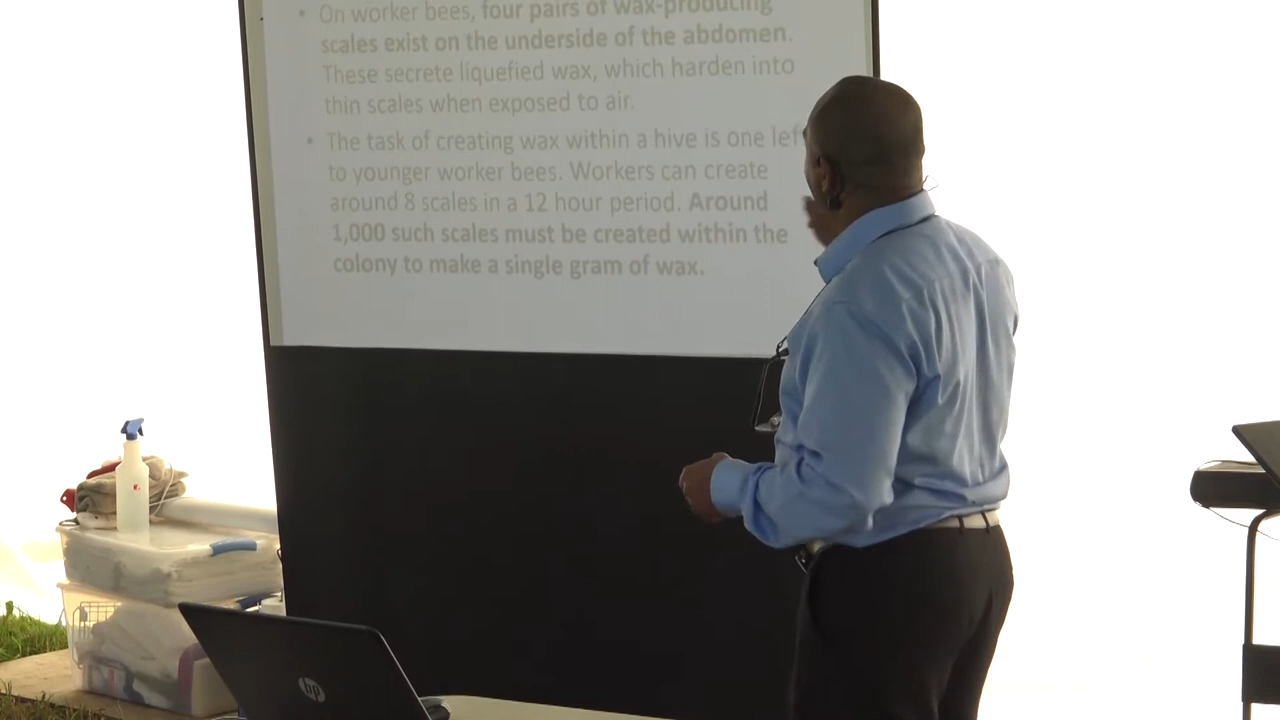 • On worker bees, four pairs of wax-producing
scales exist on the underside of the abdomen.
These secrete liquefied wax, which harden into
thin scales when exposed to air.
• The task of creating wax within a hive is one left
to younger worker bees. Workers can create
around 8 scales in a 12 hour period. Around
1,000 such scales must be created within the
colony to make a single gram of wax.
hp